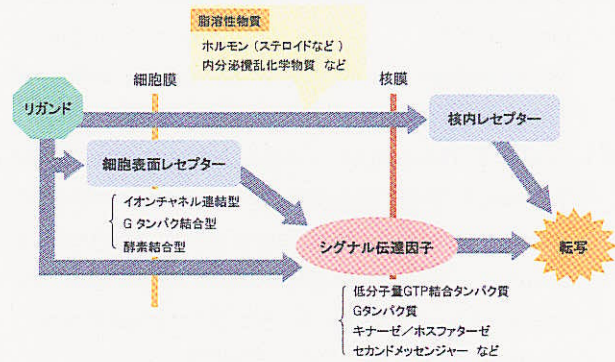 脂溶性物質
ホルモン（ステロイドなど）
内分泌攪乱化学物質 など
細胞膜
核膜
リガンド
核内レセプター
細胞表面レセプター
イオンチャネル連結型
G タンパク結合型
酵素結合型
シグナル伝達因子
転写
低分子量GTP結合タンパク質
Gタンパク質
キナーゼ／ホスファターゼ
セカンドメッセンジャー など